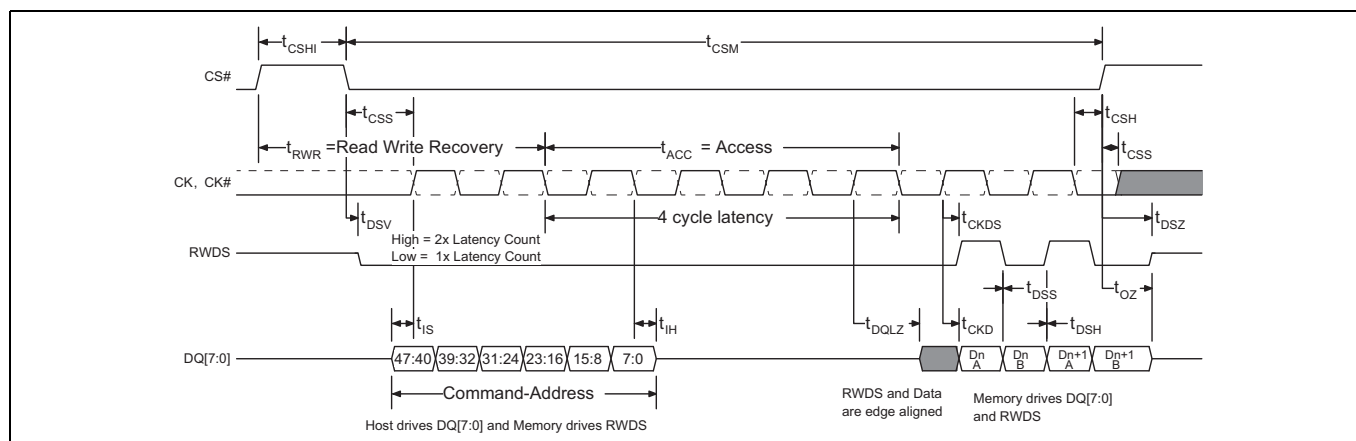 tCSHI
tCSM
CS#
tCSS
tCSH
tRWR =Read Write Recovery
tACC = Access
tCSS
CK, CK#
4 cycle latency
tDSV
tCKDS
tDSZ
High = 2x Latency Count
Low = 1x Latency Count
RWDS
tDSS
tOZ
tIS
tIH
tDQLZ
tCKD
tDSH
DQ[7:0]
47:40 39:32 31:24 23:16 15:8 7:0
Dn Dn Dn+1 Dn+1
A B A B
Command-Address
RWDS and Data
are edge aligned
Memory drives DQ[7:0]
and RWDS
Host drives DQ[7:0] and Memory drives RWDS